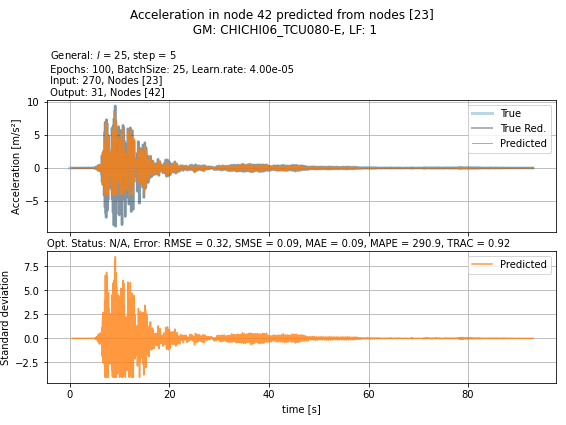 Acceleration in node 42 predicted from nodes [23]
GM: CHICHI06_TCU080-E, LF: 1
General: l = 25, step = 5
Epochs: 100, BatchSize: 25, Learn.rate: 4.00e-05
Input: 270, Nodes [23]
Output: 31, Nodes [42]
10
5
0
−5
Acceleration [m/s²]
True
True Red.
Predicted
Opt. Status: N/A, Error: RMSE = 0.32, SMSE = 0.09, MAE = 0.09, MAPE = 290.9, TRAC = 0.92
7.5
5.0
2.5
0.0
−2.5
Standard deviation
Predicted
0 20 40 60 80
time [s]